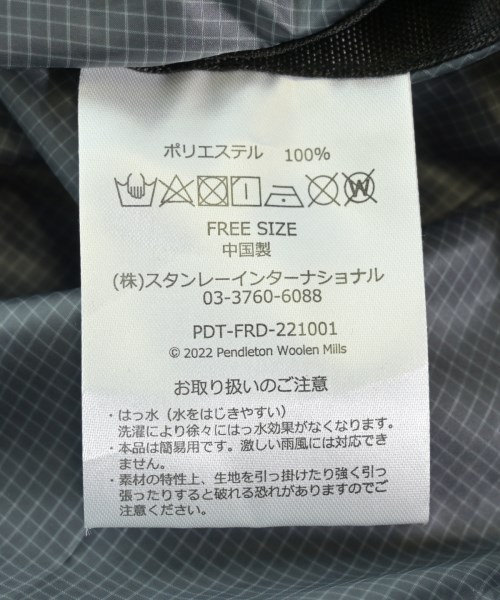 ポリエステル 100%
FREE SIZE
中国製
(株)スタンレーインターナショナル
03-3760-6088
PDT-FRD-221001
© 2022 Pendleton Woolen Mills
お取り扱いのご注意
・はっ水（水をはじきやすい）
洗濯により徐々にはっ水効果がなくなります。
・本品は簡易用です。激しい雨風には対応でき
ません。
・素材の特性上、生地を引っ掛けたり強く引っ
張ったりすると破れる恐れがありますのでご
注意ください。